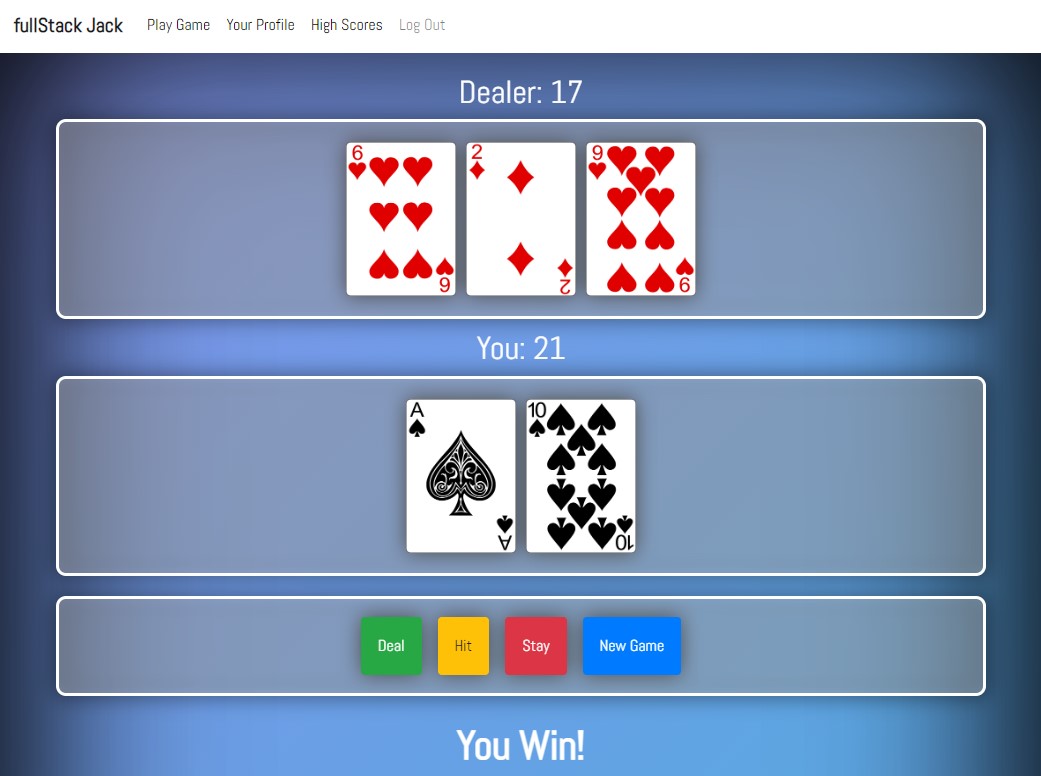 fullStack Jack Play Game Your Profile High Scores Log Out
Dealer: 17
6 2 9
6 2 9
You: 21
A 10
A 10
Deal Hit Stay New Game
You Win!